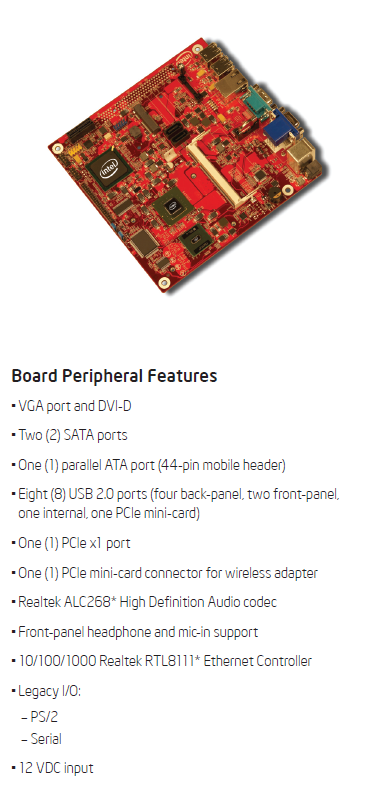 intel
Board Peripheral Features
▪ VGA port and DVI-D
▪ Two (2) SATA ports
▪ One (1) parallel ATA port (44-pin mobile header)
▪ Eight (8) USB 2.0 ports (four back-panel, two front-panel,
one internal, one PCIe mini-card)
▪ One (1) PCIe x1 port
▪ One (1) PCIe mini-card connector for wireless adapter
▪ Realtek ALC268* High Definition Audio codec
▪ Front-panel headphone and mic-in support
▪ 10/100/1000 Realtek RTL8111* Ethernet Controller
▪ Legacy I/O:
– PS/2
– Serial
▪ 12 VDC input